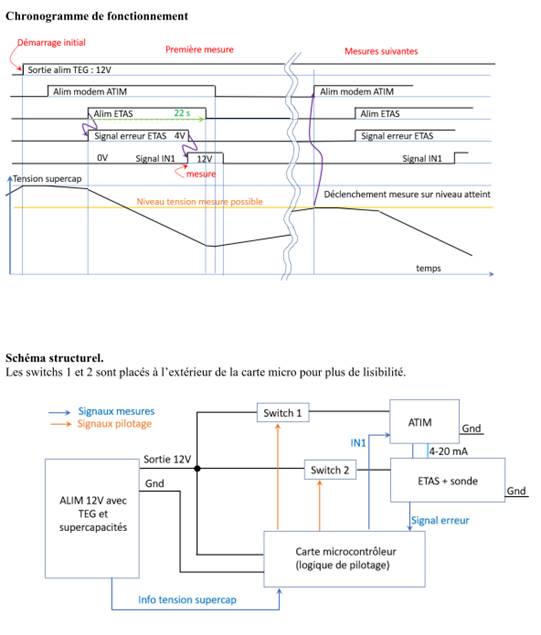 Chronogramme de fonctionnement
Démarrage initial
Première mesure
Mesures suivantes
Sortie alim TEG : 12V
Alim modem ATIM
Alim modem ATIM
Alim ETAS
22 s
Alim ETAS
Signal erreur ETAS 4V
Signal erreur ETAS
0V
Signal IN1
12V
Signal IN1
mesure
Tension supercap
Déclenchement mesure sur niveau atteint
Niveau tension mesure possible
temps
Schéma structurel.
Les switchs 1 et 2 sont placés à l'extérieur de la carte micro pour plus de lisibilité.
Signaux mesures
Signaux pilotage
Switch 1
ATIM
Gnd
IN1
4-20 mA
Sortie 12V
Switch 2
Gnd
ETAS + sonde
Gnd
ALIM 12V avec
TEG et
supercapacités
Signal erreur
Carte microcontrôleur
(logique de pilotage)
Info tension supercap